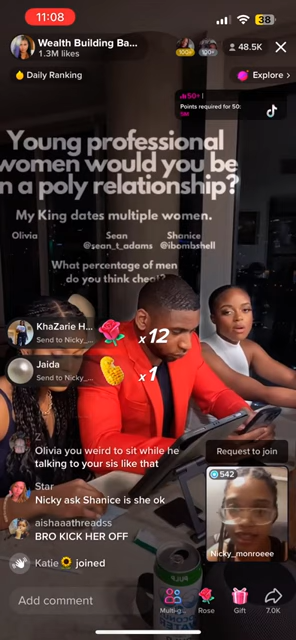 11:08
38
Wealth Building Ba...
1.3M likes
48.5K
Daily Ranking
Explore >
50+
Points required for 50:
Young professional
women would you be
n a poly relationship?
My King dates multiple women.
Olivia Sean Shanice
@sean_t_adams @ibombshell
What percentage of men
do you think cheat?
KhaZarie H...
Send to Nicky_...
x12
Jaida
Send to Nicky_...
x1
Z
Olivia you weird to sit while he
talking to your sis like that
Request to join
Star
Nicky ask Shanice is she ok
542
aishaaathreadss
BRO KICK HER OFF
Katie🌻 joined
Nicky_monroeee
Add comment
Multi-g...
Rose
Gift
7.0K